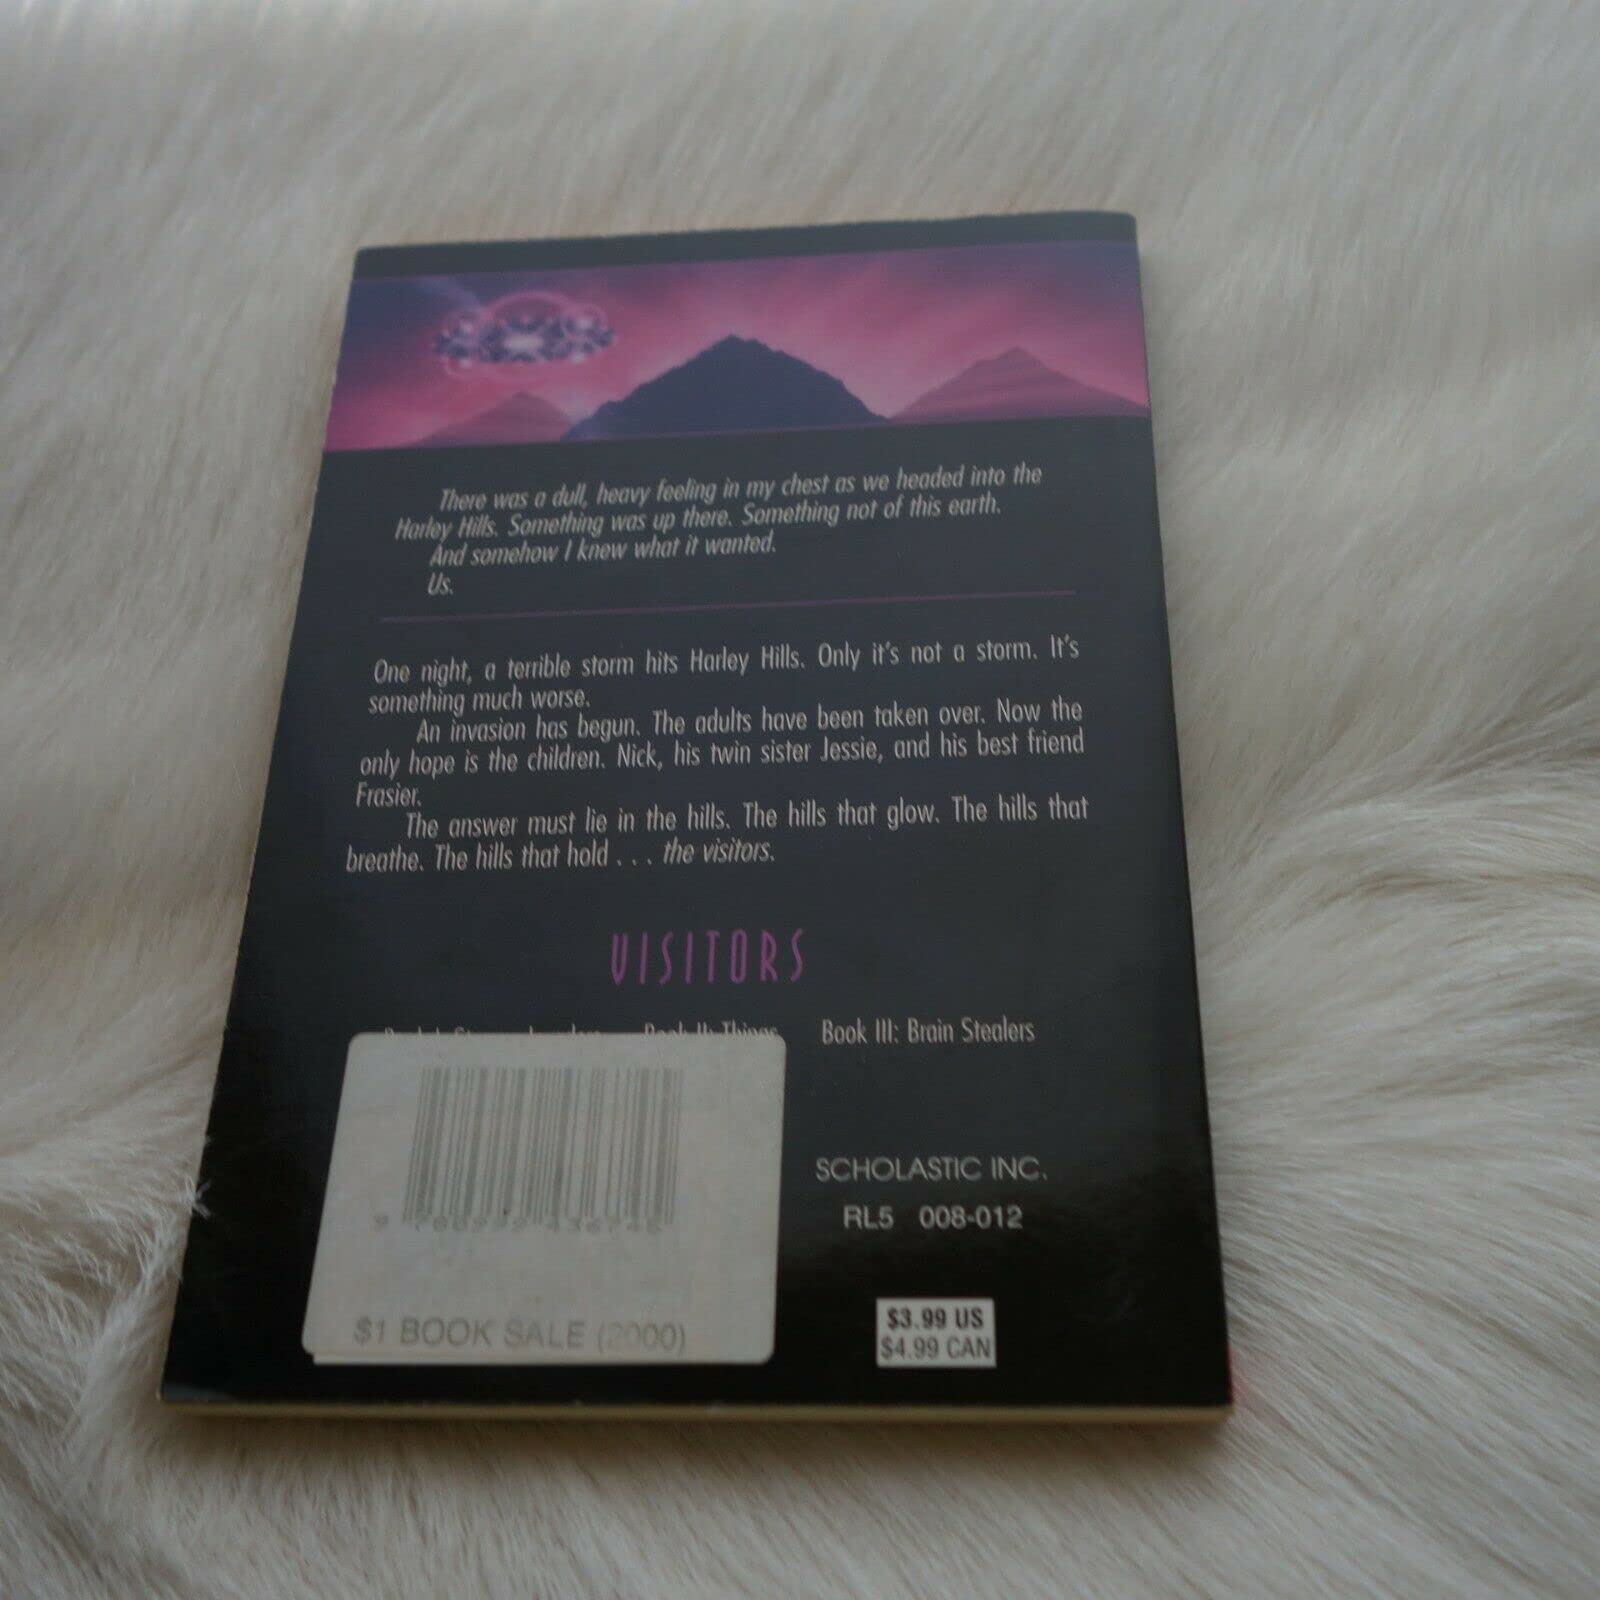 There was a dull, heavy feeling in my chest as we headed into the
Harley Hills. Something was up there. Something not of this earth.
And somehow I knew what it wanted.
Us.
One night, a terrible storm hits Harley Hills. Only it's not a storm. It's
something much worse.
An invasion has begun. The adults have been taken over. Now the
only hope is the children. Nick, his twin sister Jessie, and his best friend
Frasier.
The answer must lie in the hills. The hills that glow. The hills that
breathe. The hills that hold . . . the visitors.
VISITORS
Book II: Things Book III: Brain Stealers
SCHOLASTIC INC.
RL5 008-012
$1 BOOK SALE (2000)
$3.99 US
$4.99 CAN